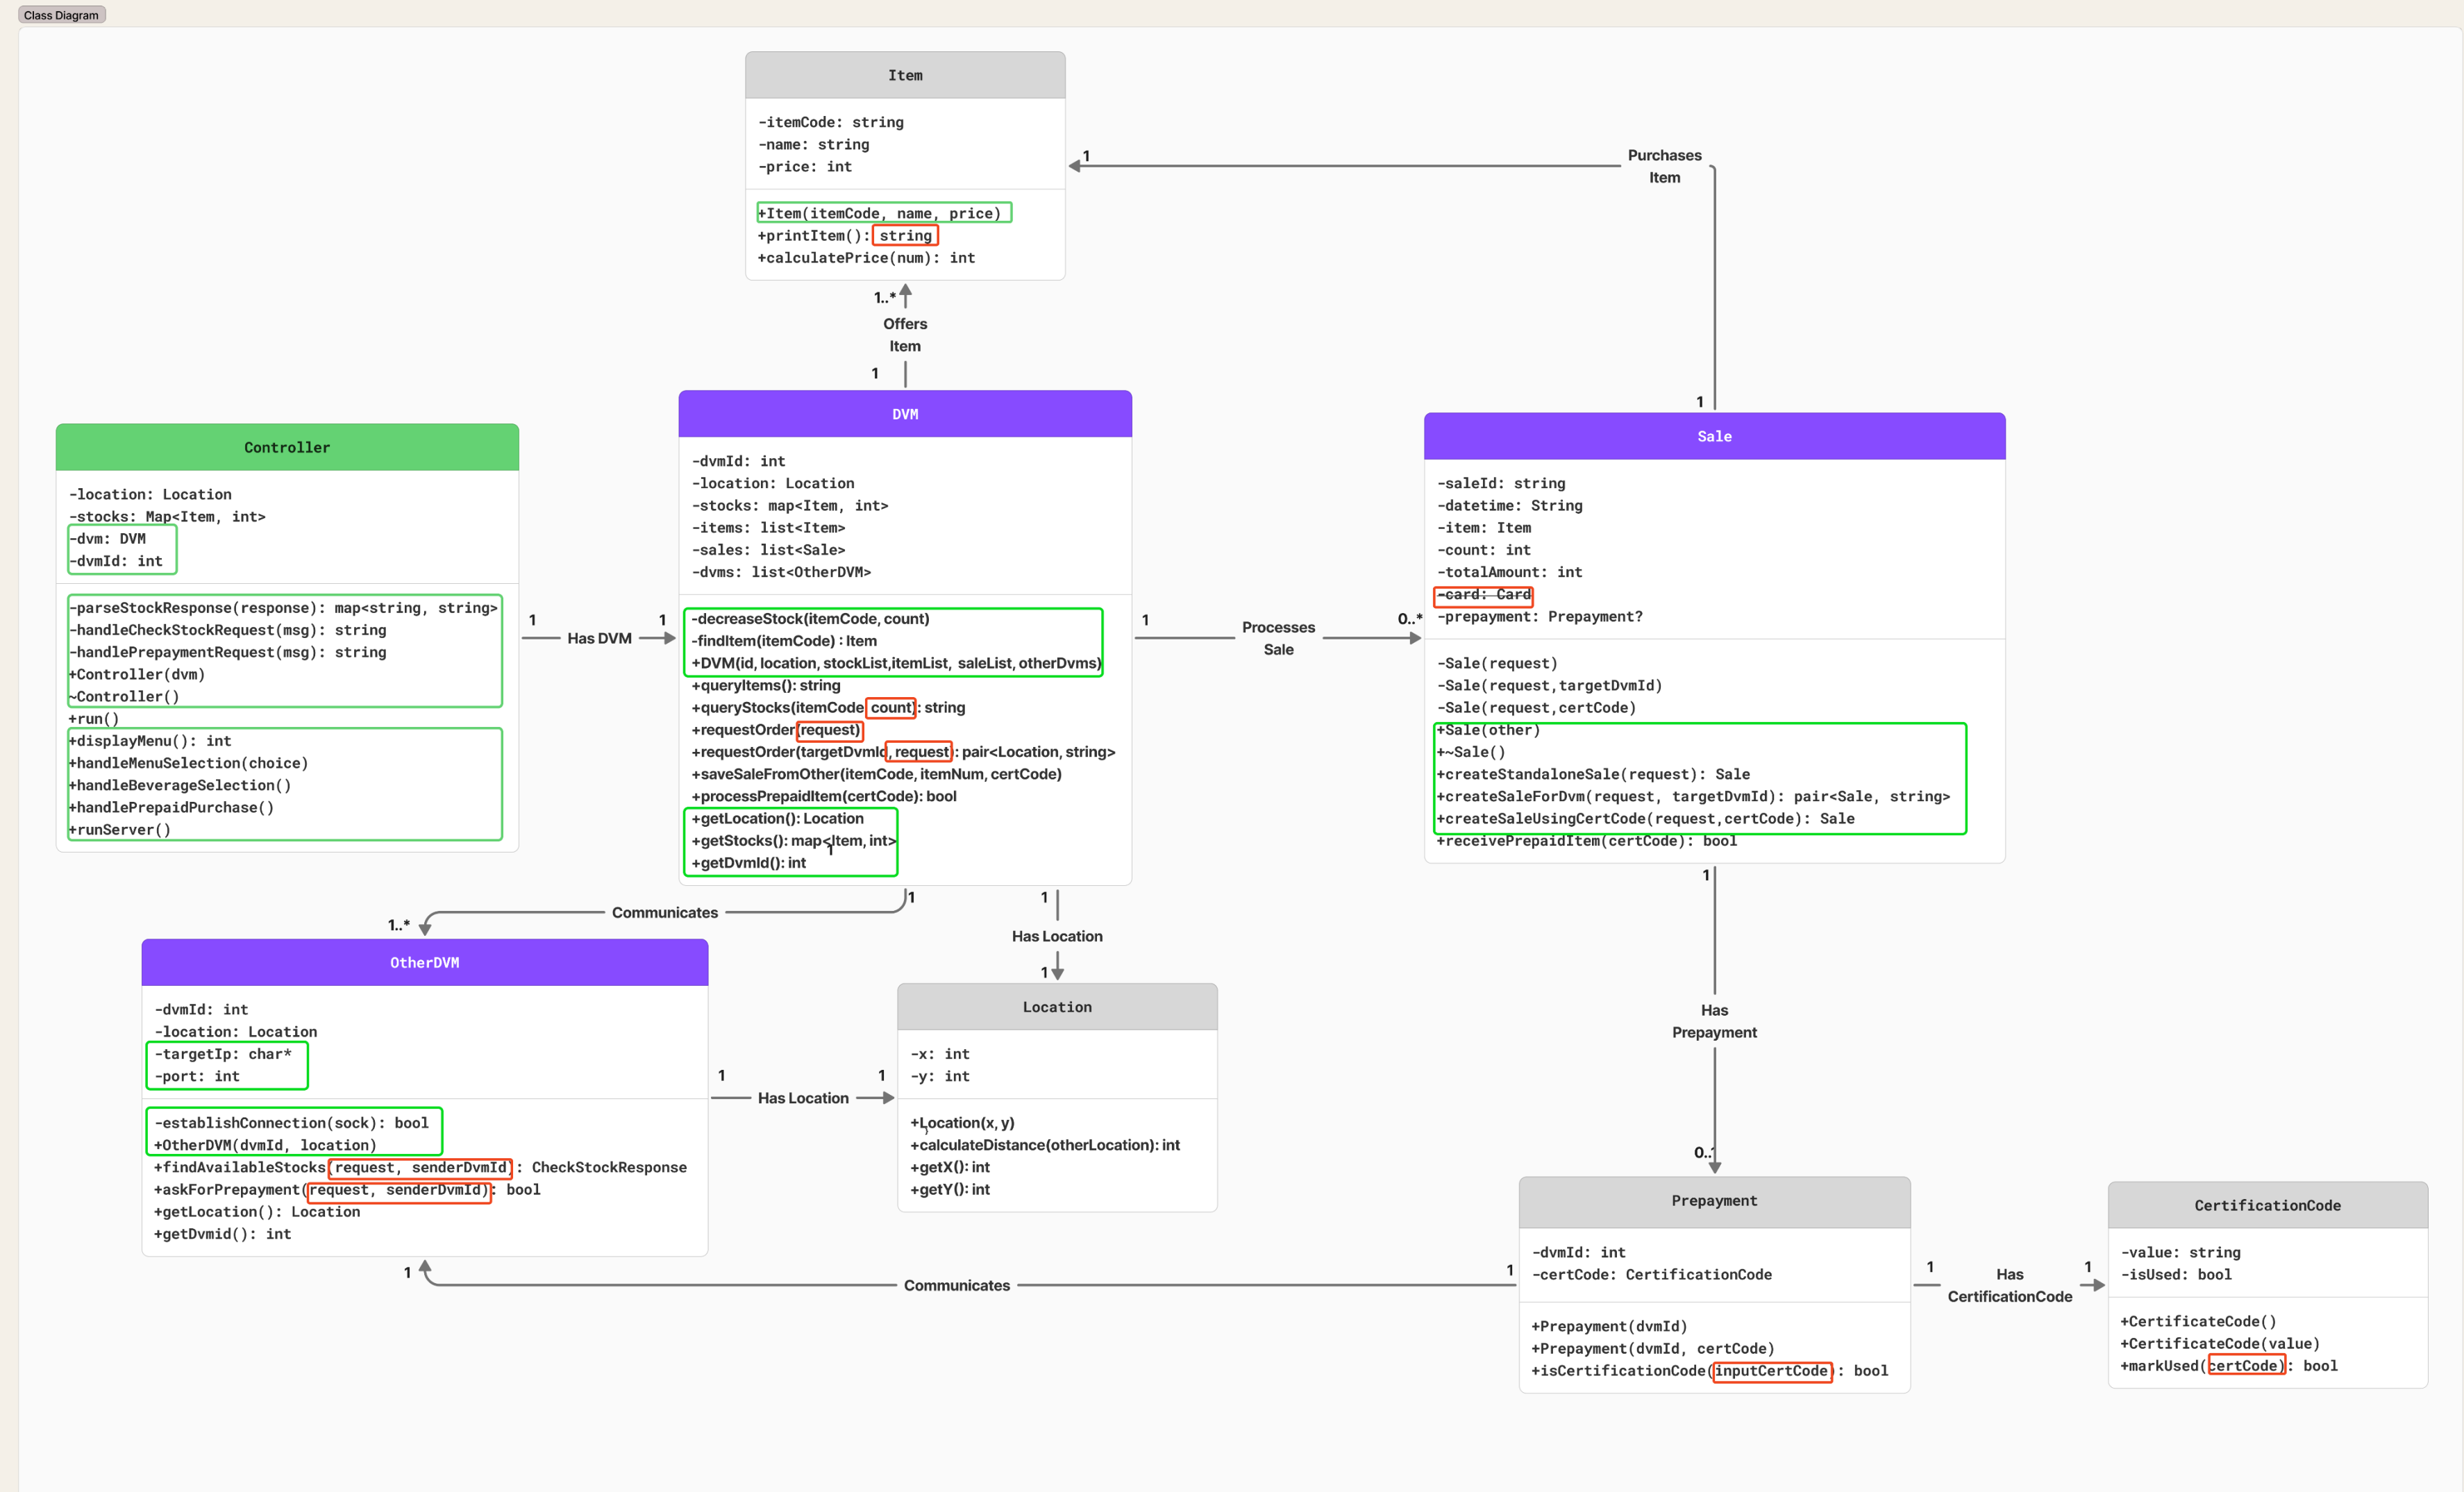 Class Diagram
Item
-itemCode: string
-name: string
-price: int
+Item(itemCode, name, price)
+printItem(): string
+calculatePrice(num): int
1
Purchases
Item
1
1..*
Offers
Item
1
Controller
-location: Location
-stocks: Map<Item, int>
-dvm: DVM
-dvmId: int
-parseStockResponse(response): map<string, string>
-handleCheckStockRequest(msg): string
-handlePrepaymentRequest(msg): string
+Controller(dvm)
~Controller()
+run()
+displayMenu(): int
+handleMenuSelection(choice)
+handleBeverageSelection()
+handlePrepaidPurchase()
+runServer()
1
Has DVM
1
DVM
-dvmId: int
-location: Location
-stocks: map<Item, int>
-items: list<Item>
-sales: list<Sale>
-dvms: list<OtherDVM>
-decreaseStock(itemCode, count)
-findItem(itemCode) : Item
+DVM(id, location, stockList,itemList, saleList, otherDvms)
+queryItems(): string
+queryStocks(itemCode count): string
+requestOrder(request)
+requestOrder(targetDvmId, request): pair<Location, string>
+saveSaleFromOther(itemCode, itemNum, certCode)
+processPrepaidItem(certCode): bool
+getLocation(): Location
+getStocks(): map<Item, int>
1
+getDvmId(): int
1
Processes
Sale
0..*
Sale
-saleId: string
-datetime: String
-item: Item
-count: int
-totalAmount: int
-card: Card
-prepayment: Prepayment?
-Sale(request)
-Sale(request,targetDvmId)
-Sale(request,certCode)
+Sale(other)
+~Sale()
+createStandaloneSale(request): Sale
+createSaleForDvm(request, targetDvmId): pair<Sale, string>
+createSaleUsingCertCode(request,certCode): Sale
+receivePrepaidItem(certCode): bool
1
Communicates
1..*
1
Has Location
1
1
Has
Prepayment
OtherDVM
-dvmId: int
-location: Location
-targetIp: char*
-port: int
-establishConnection(sock): bool
+OtherDVM(dvmId, location)
+findAvailableStocks(request, senderDvmId): CheckStockResponse
+askForPrepayment(request, senderDvmId): bool
+getLocation(): Location
+getDvmid(): int
1
Has Location
1
Location
-x: int
-y: int
+Location(x, y)
+calculateDistance(otherLocation): int
+getX(): int
+getY(): int
1
Communicates
1
Prepayment
-dvmId: int
-certCode: CertificationCode
+Prepayment(dvmId)
+Prepayment(dvmId, certCode)
+isCertificationCode(inputCertCode): bool
1
Has
CertificationCode
1
CertificationCode
-value: string
-isUsed: bool
+CertificateCode()
+CertificateCode(value)
+markUsed(certCode): bool